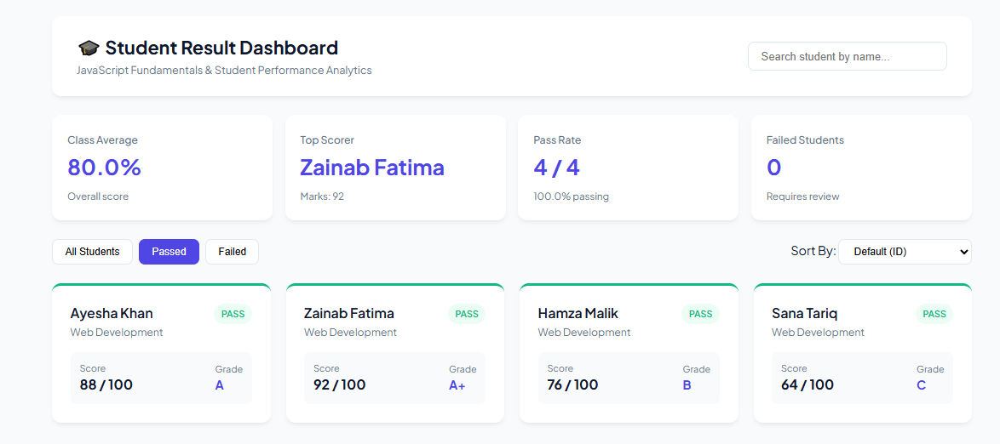 🎓 Student Result Dashboard
JavaScript Fundamentals & Student Performance Analytics
Search student by name...
Class Average
80.0%
Overall score
Top Scorer
Zainab Fatima
Marks: 92
Pass Rate
4 / 4
100.0% passing
Failed Students
0
Requires review
All Students Passed Failed
Sort By: Default (ID)
Ayesha Khan PASS
Web Development
Score Grade
88 / 100 A
Zainab Fatima PASS
Web Development
Score Grade
92 / 100 A+
Hamza Malik PASS
Web Development
Score Grade
76 / 100 B
Sana Tariq PASS
Web Development
Score Grade
64 / 100 C